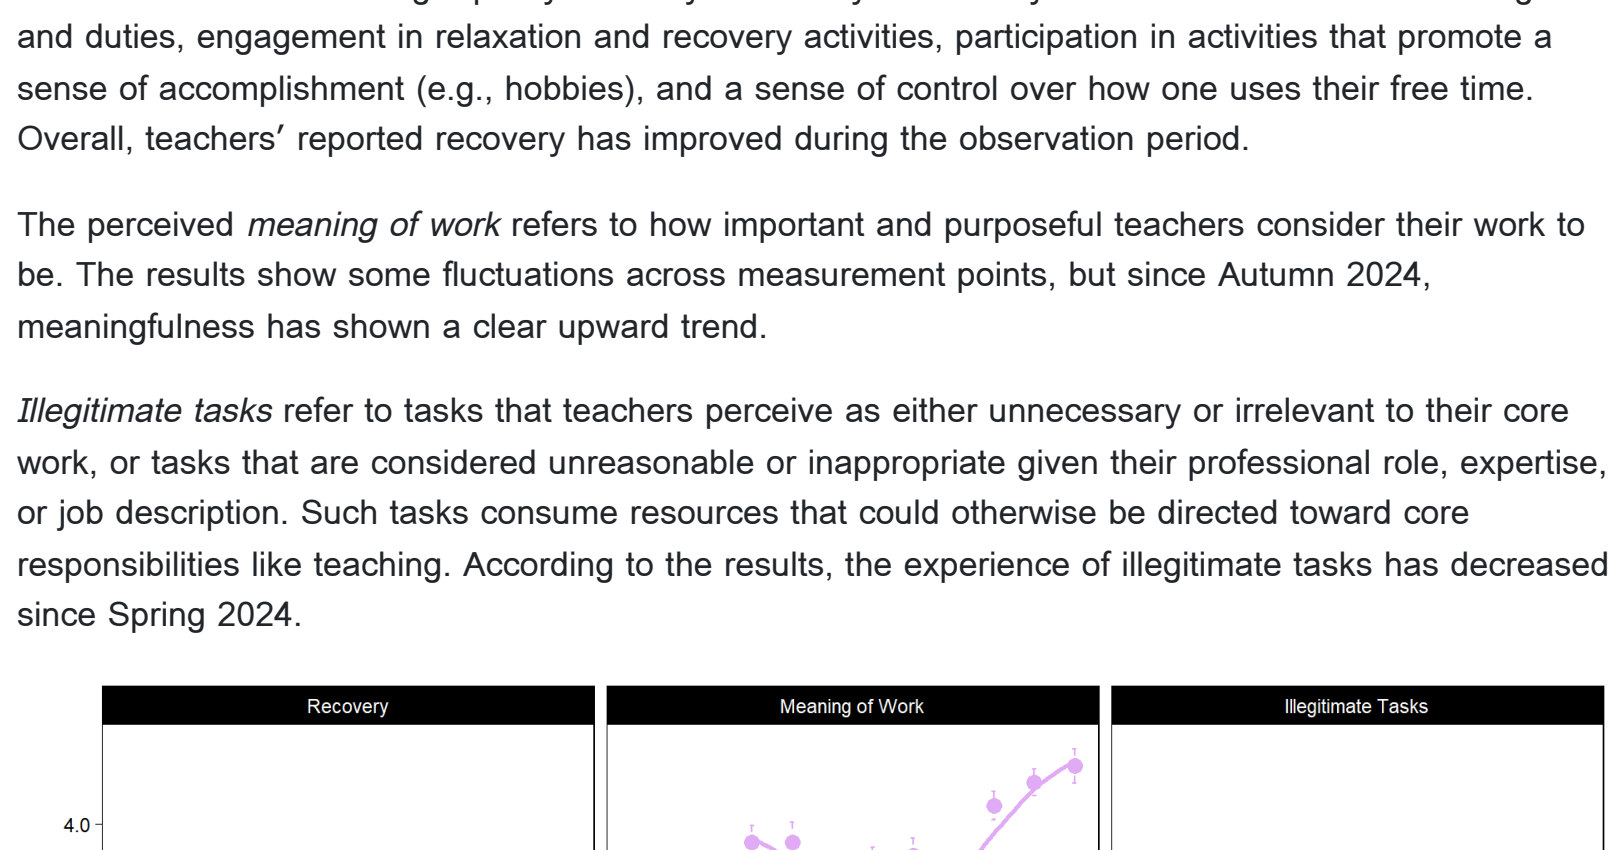 and duties, engagement in relaxation and recovery activities, participation in activities that promote a
sense of accomplishment (e.g., hobbies), and a sense of control over how one uses their free time.
Overall, teachers’ reported recovery has improved during the observation period.
The perceived meaning of work refers to how important and purposeful teachers consider their work to
be. The results show some fluctuations across measurement points, but since Autumn 2024,
meaningfulness has shown a clear upward trend.
Illegitimate tasks refer to tasks that teachers perceive as either unnecessary or irrelevant to their core
work, or tasks that are considered unreasonable or inappropriate given their professional role, expertise,
or job description. Such tasks consume resources that could otherwise be directed toward core
responsibilities like teaching. According to the results, the experience of illegitimate tasks has decreased
since Spring 2024.
Recovery
Meaning of Work
Illegitimate Tasks
4.0